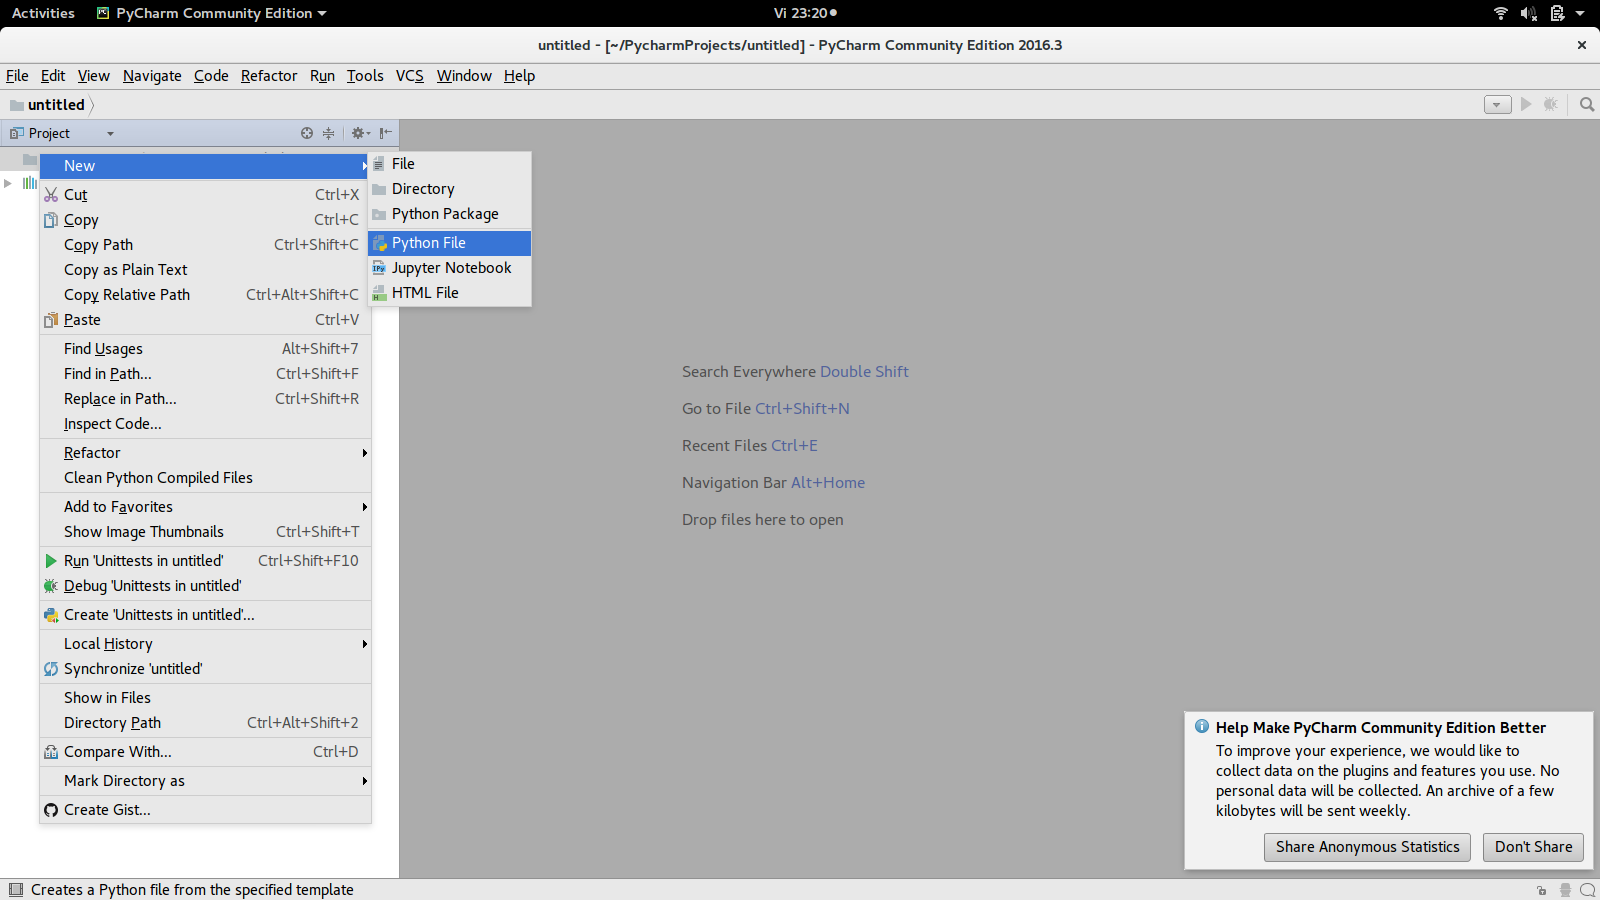 Activities PyCharm Community Edition Vi 23:20
untitled - [~/PycharmProjects/untitled] - PyCharm Community Edition 2016.3
File Edit View Navigate Code Refactor Run Tools VCS Window Help
untitled
Project
New
Cut Ctrl+X
Copy Ctrl+C
Copy Path Ctrl+Shift+C
Copy as Plain Text
Copy Relative Path Ctrl+Alt+Shift+C
Paste Ctrl+V
Find Usages Alt+Shift+7
Find in Path... Ctrl+Shift+F
Replace in Path... Ctrl+Shift+R
Inspect Code...
Refactor
Clean Python Compiled Files
Add to Favorites
Show Image Thumbnails Ctrl+Shift+T
Run 'Unittests in untitled' Ctrl+Shift+F10
Debug 'Unittests in untitled'
Create 'Unittests in untitled'...
Local History
Synchronize 'untitled'
Show in Files
Directory Path Ctrl+Alt+Shift+2
Compare With... Ctrl+D
Mark Directory as
Create Gist...
File
Directory
Python Package
Python File
Jupyter Notebook
HTML File
Search Everywhere Double Shift
Go to File Ctrl+Shift+N
Recent Files Ctrl+E
Navigation Bar Alt+Home
Drop files here to open
Help Make PyCharm Community Edition Better
To improve your experience, we would like to
collect data on the plugins and features you use. No
personal data will be collected. An archive of a few
kilobytes will be sent weekly.
Share Anonymous Statistics Don't Share
Creates a Python file from the specified template